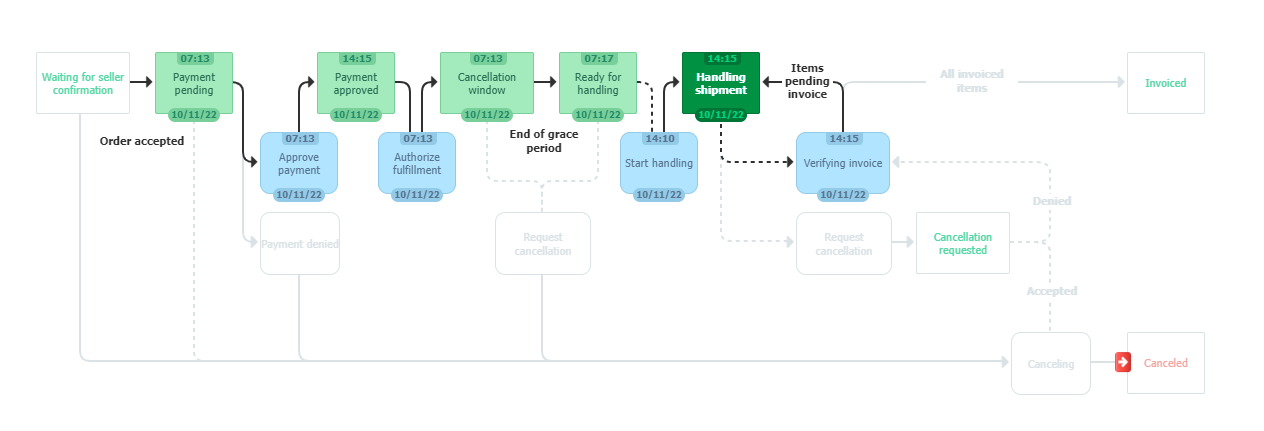 Waiting for seller
confirmation
07:13
Payment
pending
10/11/22
Order accepted
07:13
Approve
payment
10/11/22
Payment denied
14:15
Payment
approved
10/11/22
07:13
Authorize
fulfillment
10/11/22
07:13
Cancellation
window
10/11/22
End of grace
period
Request
cancellation
07:17
Ready for
handling
10/11/22
14:10
Start handling
10/11/22
14:15
Handling
shipment
10/11/22
Items
pending
invoice
14:15
Verifying invoice
10/11/22
Request
cancellation
Cancellation
requested
All invoiced
items
Invoiced
Denied
Accepted
Canceling
Canceled